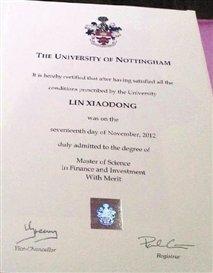 THE UNIVERSITY OF NOTTINGHAM
It is hereby certified that after having satisfied all the
conditions prescribed by the University
LIN XIAODONG
was on the
seventeenth day of November, 2012
duly admitted to the degree of
Master of Science
in Finance and Investment
With Merit
Vice-Chancellor
Registrar